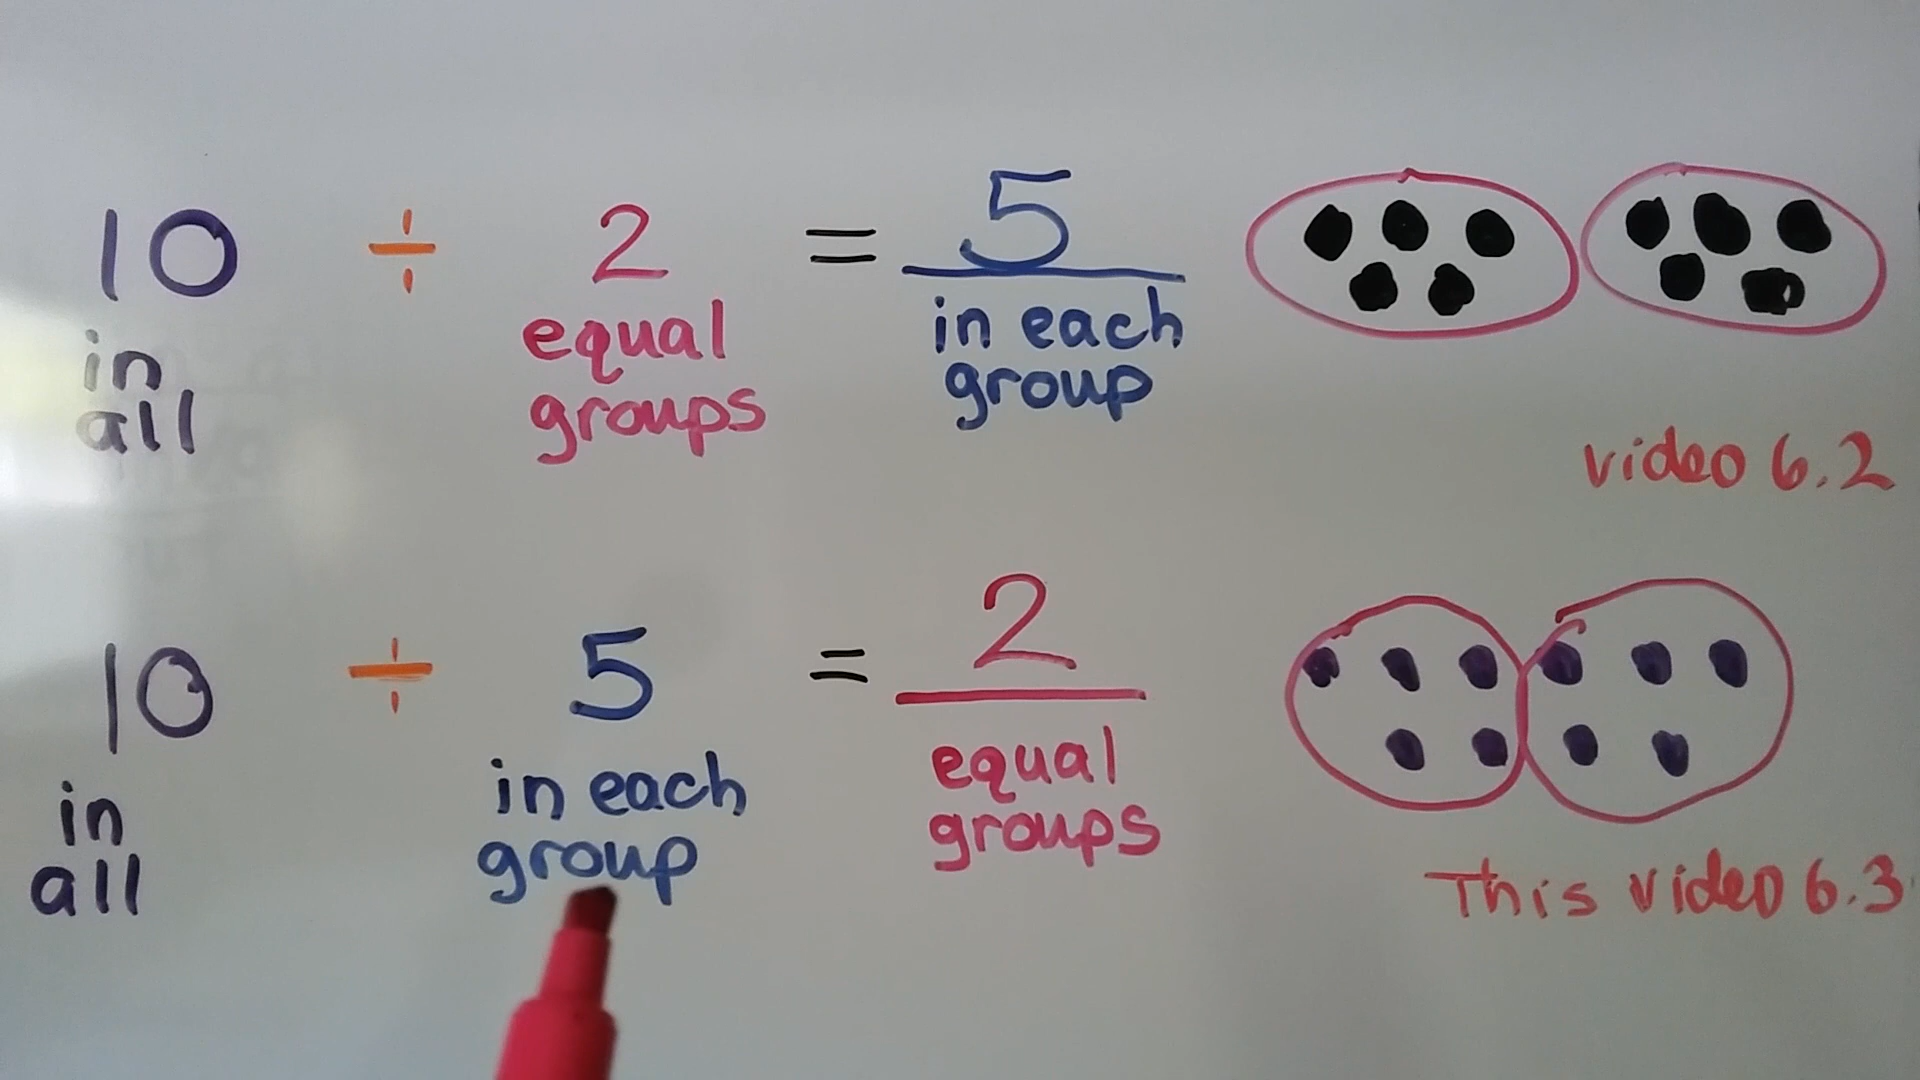 10 ÷ 2 = 5
in all
equal groups
in each group
video 6.2
10 ÷ 5 = 2
in all
in each group
equal groups
This video 6.3